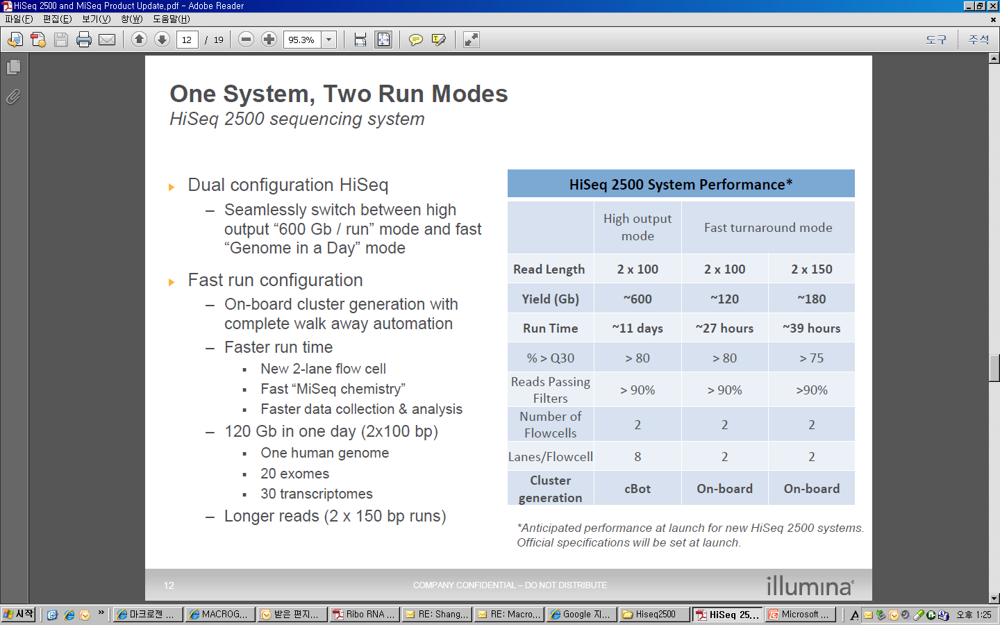 HiSeq 2500 and MiSeq Product Update.pdf - Adobe Reader
파일(F) 편집(E) 보기(V) 창(W) 도움말(H)
12 / 19 95.3% 도구 주석
One System, Two Run Modes
HiSeq 2500 sequencing system
Dual configuration HiSeq
– Seamlessly switch between high
output “600 Gb / run” mode and fast
“Genome in a Day” mode
Fast run configuration
– On-board cluster generation with
complete walk away automation
– Faster run time
▪ New 2-lane flow cell
▪ Fast “MiSeq chemistry”
▪ Faster data collection & analysis
– 120 Gb in one day (2x100 bp)
▪ One human genome
▪ 20 exomes
▪ 30 transcriptomes
– Longer reads (2 x 150 bp runs)
HiSeq 2500 System Performance*
High output
mode
Fast turnaround mode
Read Length 2 x 100 2 x 100 2 x 150
Yield (Gb) ~600 ~120 ~180
Run Time ~11 days ~27 hours ~39 hours
% > Q30 > 80 > 80 > 75
Reads Passing
Filters
> 90% > 90% >90%
Number of
Flowcells
2 2 2
Lanes/Flowcell 8 2 2
Cluster
generation
cBot On-board On-board
*Anticipated performance at launch for new HiSeq 2500 systems.
Official specifications will be set at launch.
12 COMPANY CONFIDENTIAL – DO NOT DISTRIBUTE illumina®
시작 » 마크로젠 ... MACROG... 받은 편지... Ribo RNA ... RE: Shang... RE: Macro... Google 지... Hiseq2500 HiSeq 25... Microsoft ... A 오후 1:25